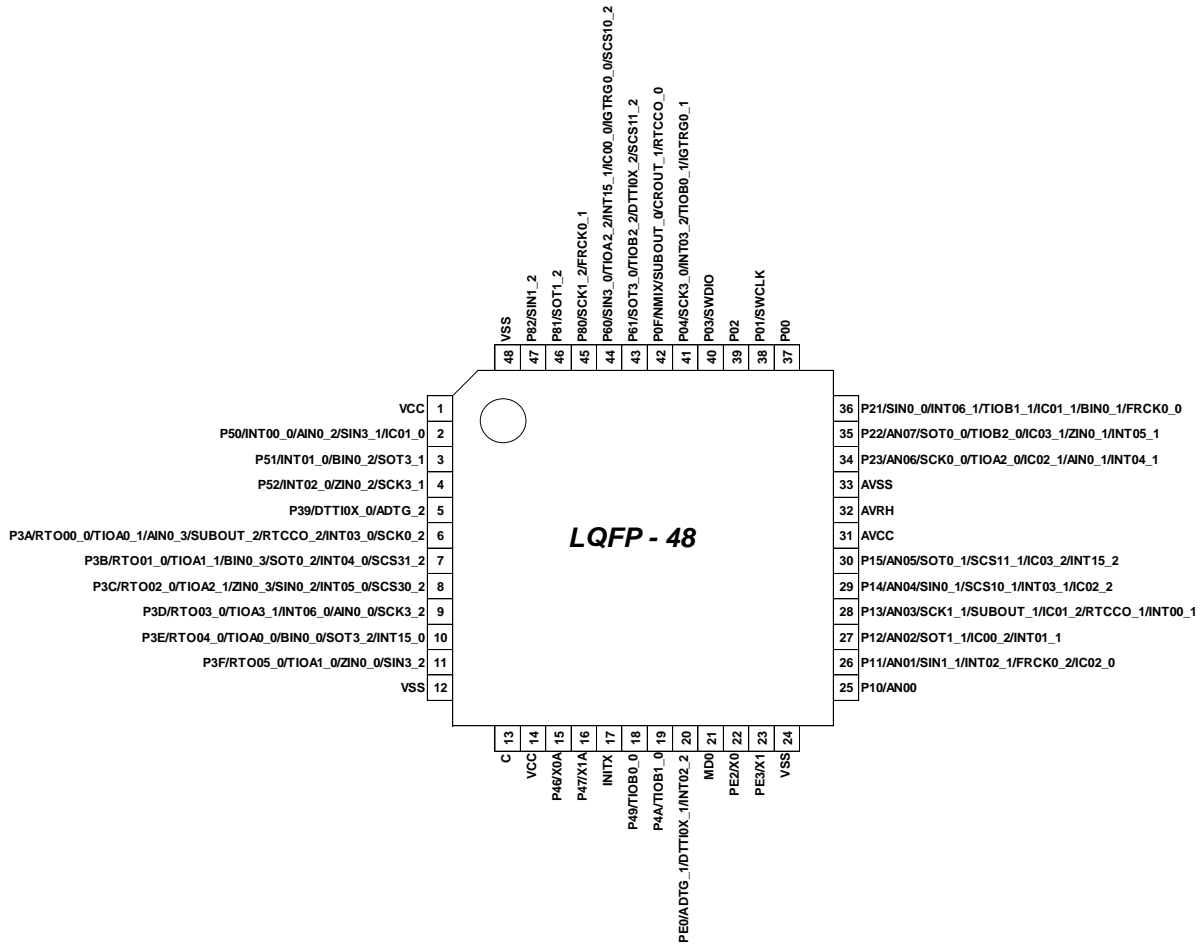 P60/SIN3_0/TIOA2_2/INT15_1/IC00_0/IGTRG0_0/SCS10_2
P61/SOT3_0/TIOB2_2/DTTI0X_2/SCS11_2
P0F/NMIX/SUBOUT_0/CROUT_1/RTCCO_0
P04/SCK3_0/INT03_2/TIOB0_1/IGTRG0_1
VSS
P82/SIN1_2
P81/SOT1_2
P80/SCK1_2/FRCK0_1
P03/SWDIO
P02
P01/SWCLK
P00
48 47 46 45 44 43 42 41 40 39 38 37
VCC 1
P50/INT00_0/AIN0_2/SIN3_1/IC01_0 2
P51/INT01_0/BIN0_2/SOT3_1 3
P52/INT02_0/ZIN0_2/SCK3_1 4
P39/DTTI0X_0/ADTG_2 5
P3A/RTO00_0/TIOA0_1/AIN0_3/SUBOUT_2/RTCCO_2/INT03_0/SCK0_2 6
P3B/RTO01_0/TIOA1_1/BIN0_3/SOT0_2/INT04_0/SCS31_2 7
P3C/RTO02_0/TIOA2_1/ZIN0_3/SIN0_2/INT05_0/SCS30_2 8
P3D/RTO03_0/TIOA3_1/INT06_0/AIN0_0/SCK3_2 9
P3E/RTO04_0/TIOA0_0/BIN0_0/SOT3_2/INT15_0 10
P3F/RTO05_0/TIOA1_0/ZIN0_0/SIN3_2 11
VSS 12
LQFP - 48
36 P21/SIN0_0/INT06_1/TIOB1_1/IC01_1/BIN0_1/FRCK0_0
35 P22/AN07/SOT0_0/TIOB2_0/IC03_1/ZIN0_1/INT05_1
34 P23/AN06/SCK0_0/TIOA2_0/IC02_1/AIN0_1/INT04_1
33 AVSS
32 AVRH
31 AVCC
30 P15/AN05/SOT0_1/SCS11_1/IC03_2/INT15_2
29 P14/AN04/SIN0_1/SCS10_1/INT03_1/IC02_2
28 P13/AN03/SCK1_1/SUBOUT_1/IC01_2/RTCCO_1/INT00_1
27 P12/AN02/SOT1_1/IC00_2/INT01_1
26 P11/AN01/SIN1_1/INT02_1/FRCK0_2/IC02_0
25 P10/AN00
13 14 15 16 17 18 19 20 21 22 23 24
C
VCC
P46/X0A
P47/X1A
INITX
P49/TIOB0_0
P4A/TIOB1_0
PE0/ADTG_1/DTTI0X_1/INT02_2
MD0
PE2/X0
PE3/X1
VSS